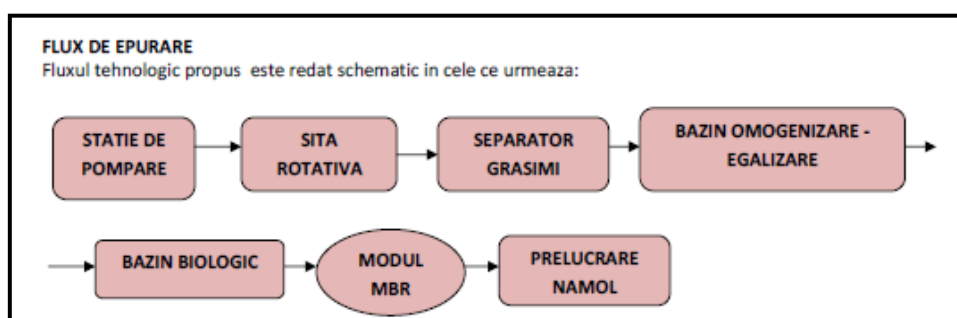 FLUX DE EPURARE
Fluxul tehnologic propus este redat schematic in cele ce urmeaza:
STATIE DE
POMPARE
SITA
ROTATIVA
SEPARATOR
GRASIMI
BAZIN OMOGENIZARE -
EGALIZARE
BAZIN BIOLOGIC
MODUL
MBR
PRELUCRARE
NAMOL